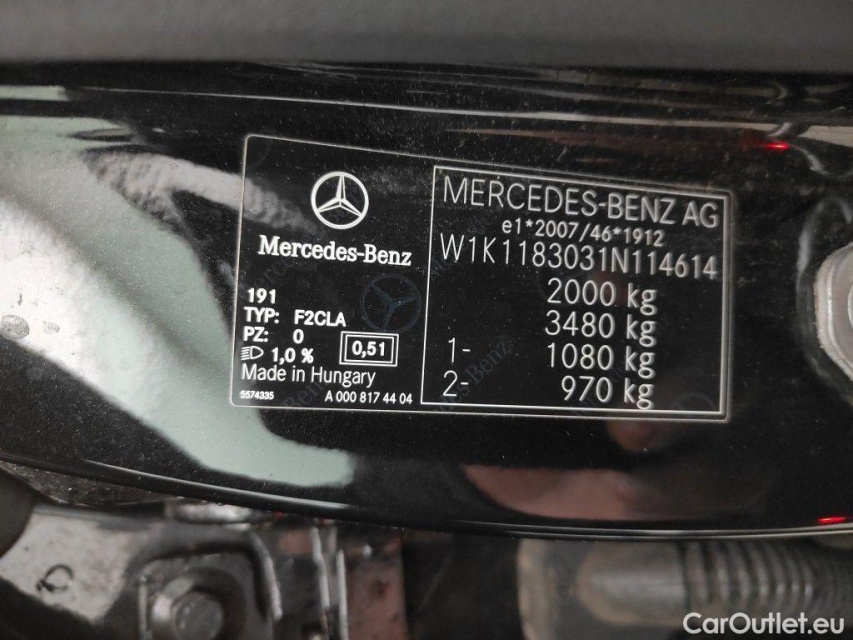 Mercedes-Benz
191
TYP: F2CLA
PZ: 0
1,0 %
0,51
Made in Hungary
5574335
A 000 817 44 04
MERCEDES-BENZ AG
e1*2007/46*1912
W1K1183031N114614
2000 kg
3480 kg
1- 1080 kg
2- 970 kg
CarOutlet.eu